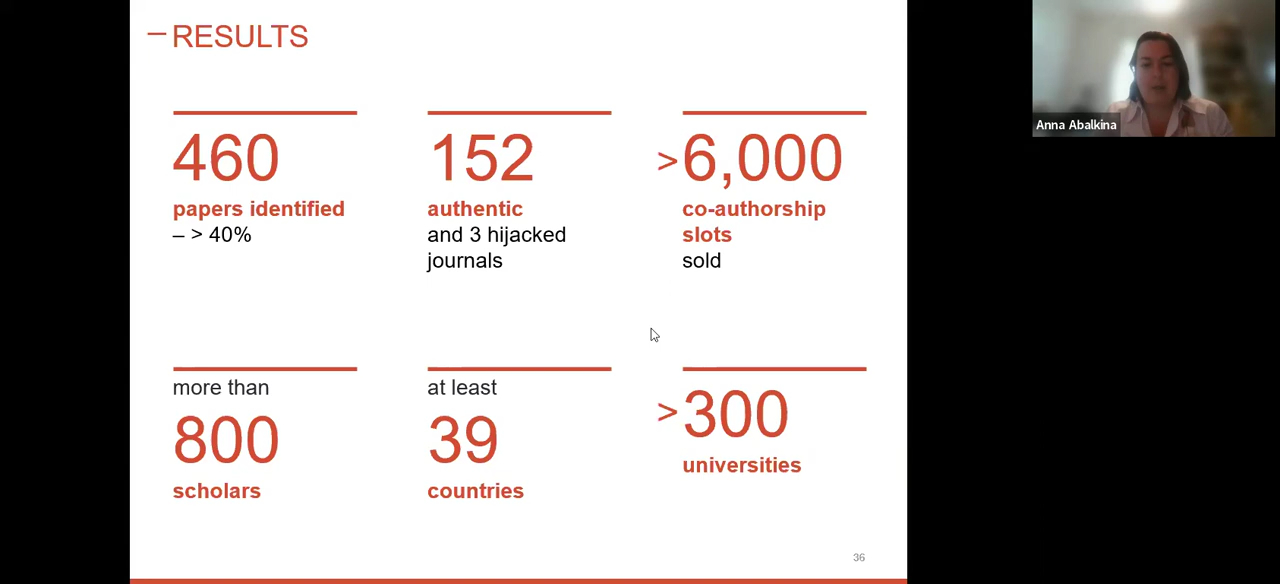 – RESULTS
460
papers identified
– > 40%
152
authentic
and 3 hijacked
journals
>6,000
co-authorship
slots
sold
more than
800
scholars
at least
39
countries
>300
universities
36
Anna Abalkina